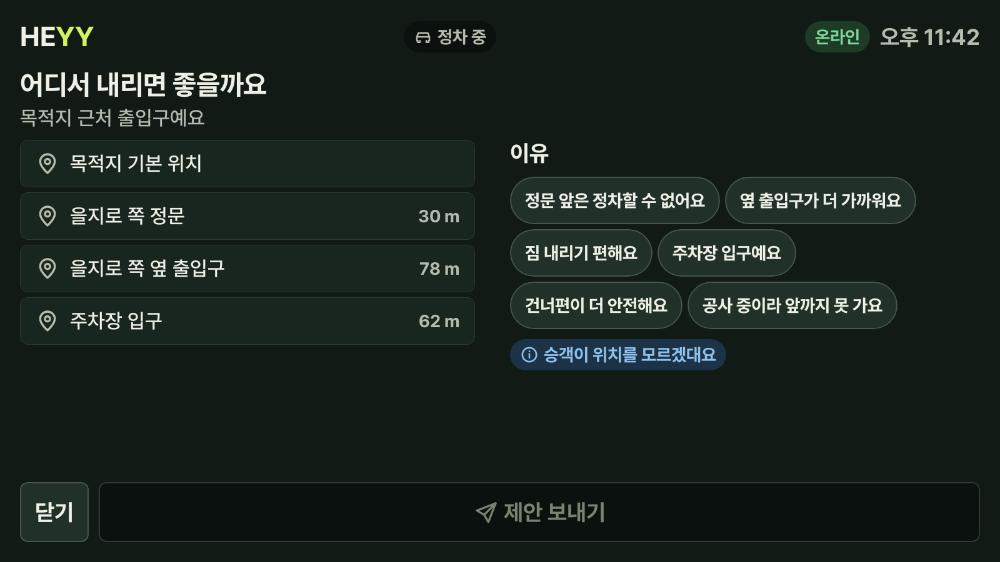 HEYY
정차 중
온라인 오후 11:42
어디서 내리면 좋을까요
목적지 근처 출입구예요
목적지 기본 위치
을지로 쪽 정문 30 m
을지로 쪽 옆 출입구 78 m
주차장 입구 62 m
이유
정문 앞은 정차할 수 없어요 옆 출입구가 더 가까워요
짐 내리기 편해요 주차장 입구예요
건너편이 더 안전해요 공사 중이라 앞까지 못 가요
승객이 위치를 모르겠대요
닫기 제안 보내기